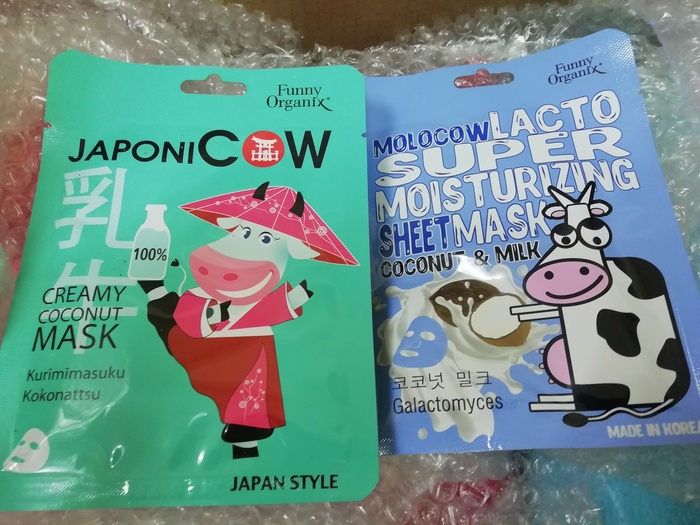 Funny
Organix®
JAPONICOW
乳
牛
100%
CREAMY
COCONUT
MASK
Kurimimasuku
Kokonattsu
JAPAN STYLE
Funny
Organix®
MOLOCOW LACTO
SUPER
MOISTURIZING
SHEET MASK
COCONUT & MILK
코코넛 밀크
Galactomyces
MADE IN KOREA